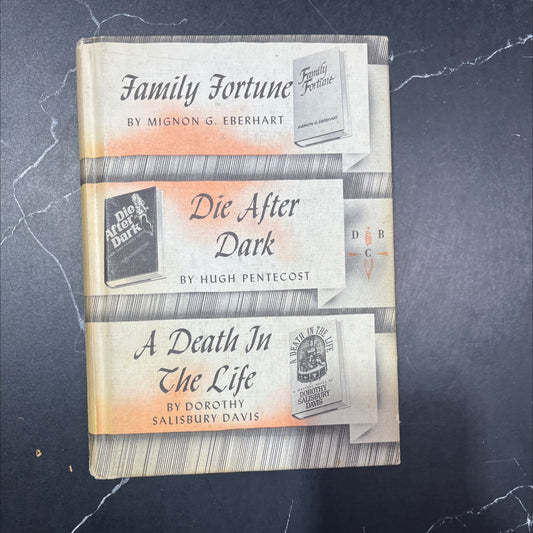 Family Fortune
BY MIGNON G. EBERHART
Family
Fortune
MIGNON G. EBERHART
Die After
Dark
BY HUGH PENTECOST
Die
After
Dark
D B
C
A Death In
The Life
BY DOROTHY
SALISBURY DAVIS
A DEATH IN THE LIFE
DOROTHY
SALISBURY
DAVIS